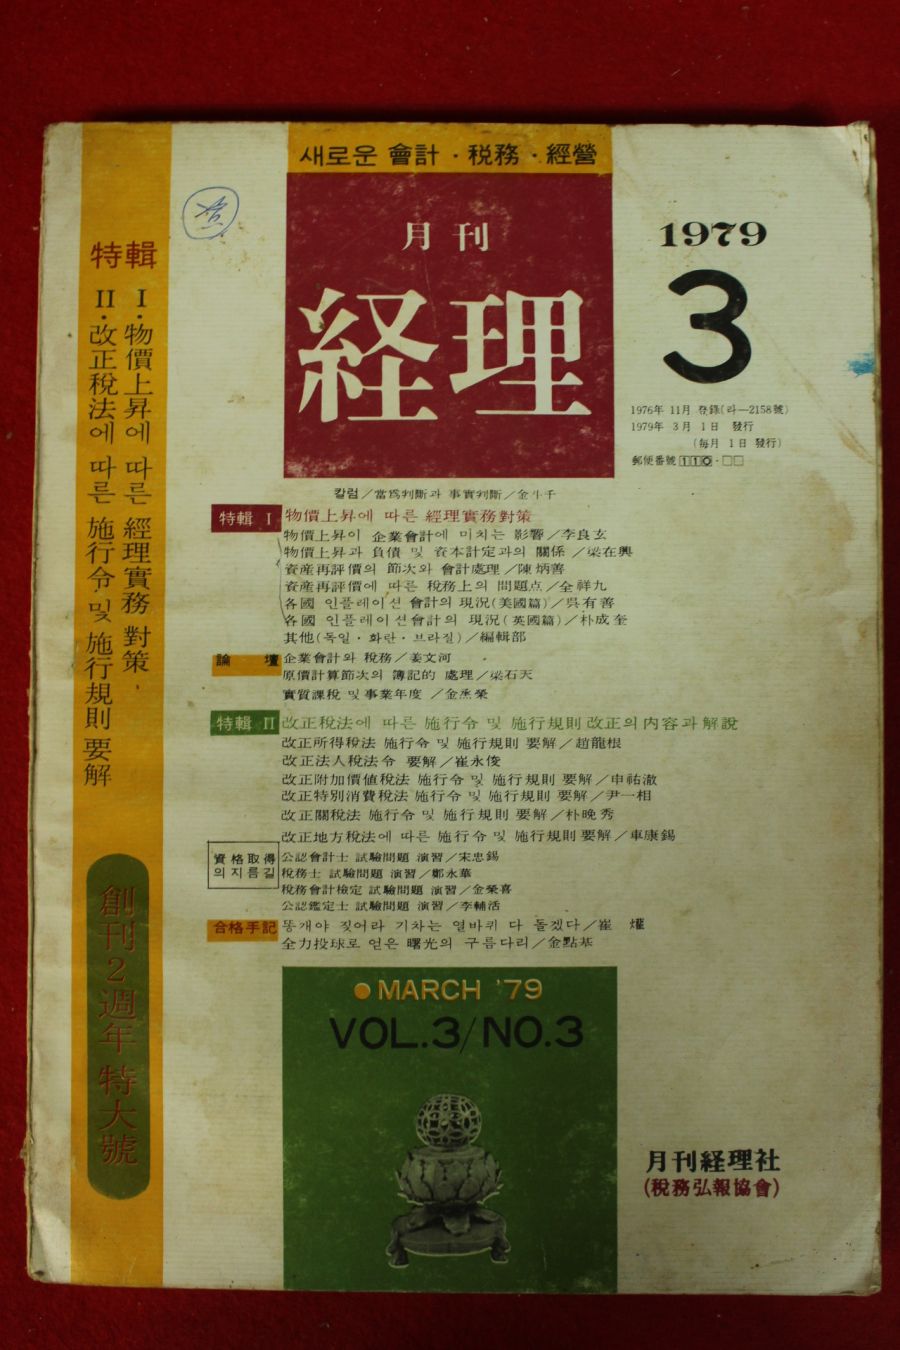 새로운 會計 · 税務 · 經營
月刊
経理
1979
3
1976年 11月 登錄(라—2158號)
1979年 3月 1日 發行
(每月 1日 發行)
郵便番號 110-□□
特輯
I · 物價上昇에 따른 經理實務 對策
II · 改正稅法에 따른 施行令 및 施行規則 要解
創刊2週年 特大號
칼럼／當爲判斷과 事實判斷／金斗千
特輯 I 物價上昇에 따른 經理實務對策
物價上昇이 企業會計에 미치는 影響／李良玄
物價上昇과 負債 및 資本計定과의 關係／梁在興
資産再評價의 節次와 會計處理／陳炳善
資産再評價에 따른 稅務上의 問題点／全祥九
各國 인플레이션 會計의 現況(美國篇)／吳有善
各國 인플레이션會計의 現況(英國篇)／朴成奎
其他(독일 · 화란 · 브라질)／編輯部
論壇 企業會計와 稅務／姜文河
原價計算節次의 簿記的 處理／梁石天
實質課稅 및 事業年度／金榮
特輯 II 改正稅法에 따른 施行令 및 施行規則 改正의 内容과 解說
改正所得稅法 施行令 및 施行規則 要解／趙龍根
改正法人稅法令 要解／崔永俊
改正附加價値稅法 施行令 및 施行規則 要解／申祐澈
改正特別消費稅法 施行令 및 施行規則 要解／尹一相
改正關稅法 施行令 및 施行規則 要解／朴晚秀
改正地方稅法에 따른 施行令 및 施行規則 要解／車康錫
資格取得의지름길 公認會計士 試驗問題 演習／宋忠錫
稅務士 試驗問題 演習／鄭永華
稅務會計檢定 試驗問題 演習／金榮喜
公認鑑定士 試驗問題 演習／李輔活
合格手記 똥개야 짖어라 기차는 열바퀴 다 돌겠다／崔 爟
全力投球로 얻은 曙光의 구름다리／金點基
● MARCH '79
VOL.3/NO.3
月刊経理社
(稅務弘報協會)